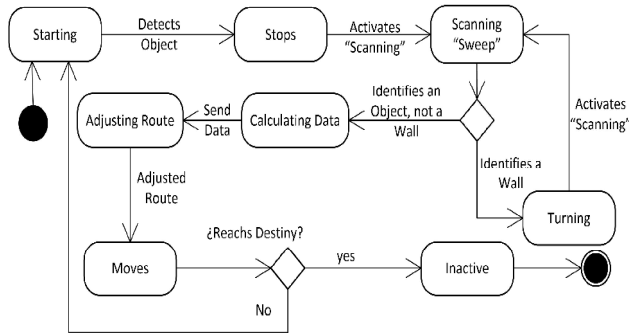 Starting
Detects
Object
Stops
Activates
“Scanning”
Scanning
“Sweep”
Identifies an
Object, not a
Wall
Calculating Data
Send
Data
Adjusting Route
Activates
“Scanning”
Identifies a
Wall
Turning
Adjusted
Route
Moves
¿Reachs Destiny?
yes
Inactive
No